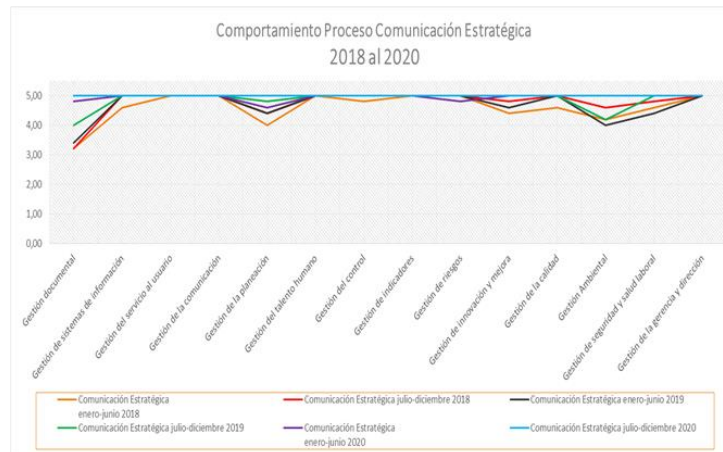 Comportamiento Proceso Comunicación Estratégica
2018 al 2020
5,00
4,00
3,00
2,00
1,00
0,00
Gestión documental
Gestión de sistemas de información
Gestión del servicio al usuario
Gestión de la comunicación
Gestión de la planeación
Gestión del talento humano
Gestión del control
Gestión de indicadores
Gestión de riesgos
Gestión de innovación y mejora
Gestión de la calidad
Gestión Ambiental
Gestión de seguridad y salud laboral
Gestión de la gerencia y dirección
Comunicación Estratégica
enero-junio 2018
Comunicación Estratégica julio-diciembre 2018
Comunicación Estratégica enero-junio 2019
Comunicación Estratégica julio-diciembre 2019
Comunicación Estratégica
enero-junio 2020
Comunicación Estratégica julio-diciembre 2020